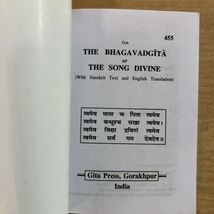 455
On
THE BHAGAVADGĪTĀ
or
THE SONG DIVINE
(With Sanskrit Text and English Translation)
त्वमेव माता च पिता त्वमेव
त्वमेव बन्धुश्च सखा त्वमेव।
त्वमेव विद्या द्रविणं त्वमेव
त्वमेव सर्वं मम देवदेव॥
Gita Press, Gorakhpur
India